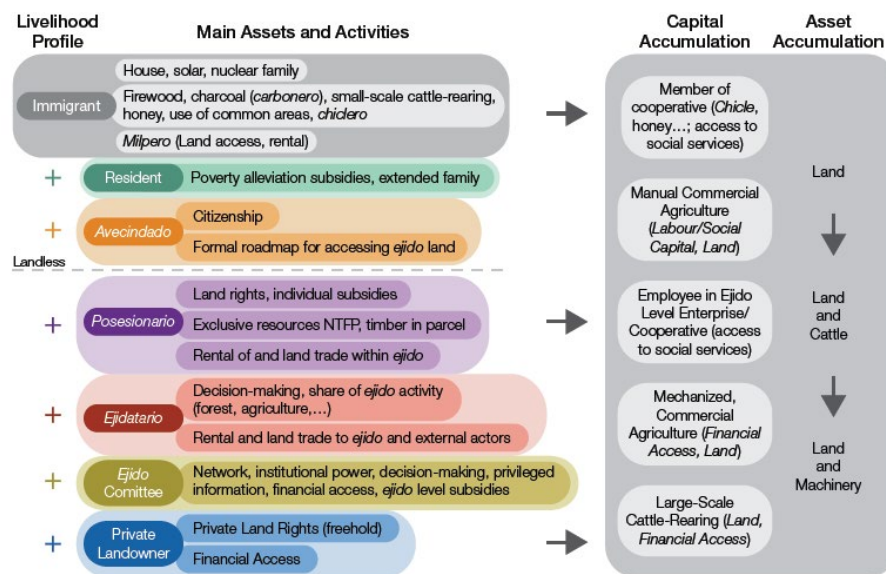 Livelihood
Profile
Main Assets and Activities
Capital
Accumulation
Asset
Accumulation
Immigrant
House, solar, nuclear family
Firewood, charcoal (carbonero), small-scale cattle-rearing,
honey, use of common areas, chiclero
Milpero (Land access, rental)
+
Resident
Poverty alleviation subsidies, extended family
+
Avecindado
Citizenship
Formal roadmap for accessing ejido land
Landless
+
Posesionario
Land rights, individual subsidies
Exclusive resources NTFP, timber in parcel
Rental of and land trade within ejido
+
Ejidatario
Decision-making, share of ejido activity
(forest, agriculture,...)
Rental and land trade to ejido and external actors
+
Ejido
Comittee
Network, institutional power, decision-making, privileged
information, financial access, ejido level subsidies
+
Private
Landowner
Private Land Rights (freehold)
Financial Access
Member of
cooperative (Chicle,
honey...; access to
social services)
Manual Commercial
Agriculture
(Labour/Social
Capital, Land)
Employee in Ejido
Level Enterprise/
Cooperative (access
to social services)
Mechanized,
Commercial
Agriculture (Financial
Access, Land)
Large-Scale
Cattle-Rearing (Land,
Financial Access)
Land
Land
and
Cattle
Land
and
Machinery